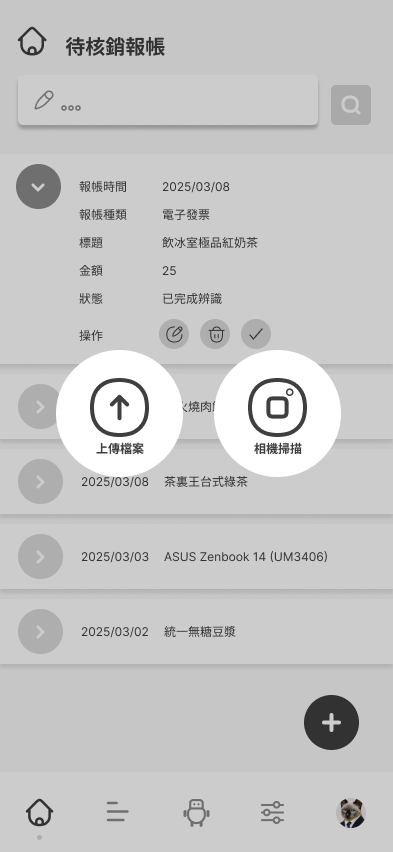 待核銷報帳
報帳時間 2025/03/08
報帳種類 電子發票
標題 飲冰室極品紅奶茶
金額 25
狀態 已完成辨識
操作
火燒肉
上傳檔案
相機掃描
2025/03/08 茶裏王台式綠茶
2025/03/03 ASUS Zenbook 14 (UM3406)
2025/03/02 統一無糖豆漿